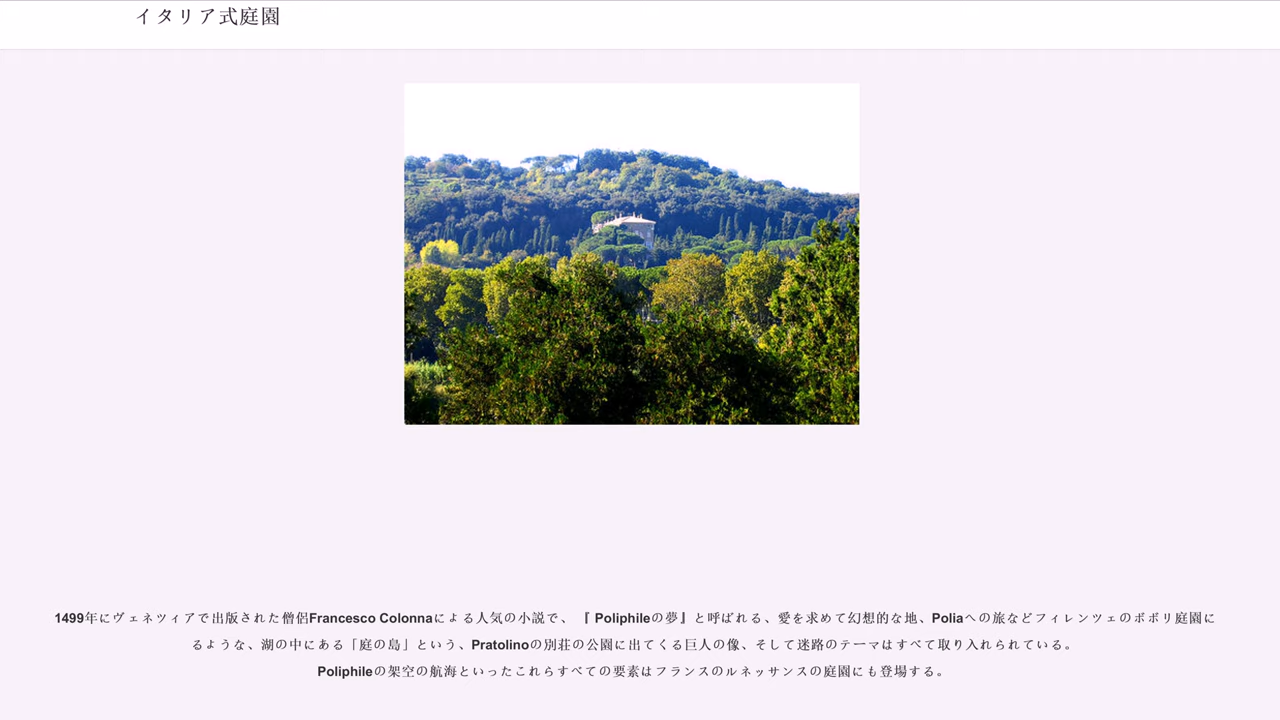 イタリア式庭園
1499年にヴェネツィアで出版された僧侶Francesco Colonnaによる人気の小説で、『 Poliphileの夢』と呼ばれる、愛を求めて幻想的な地、Poliaへの旅などフィレンツェのボボリ庭園に
るような、湖の中にある「庭の島」という、Pratolinoの別荘の公園に出てくる巨人の像、そして迷路のテーマはすべて取り入れられている。
Poliphileの架空の航海といったこれらすべての要素はフランスのルネッサンスの庭園にも登場する。